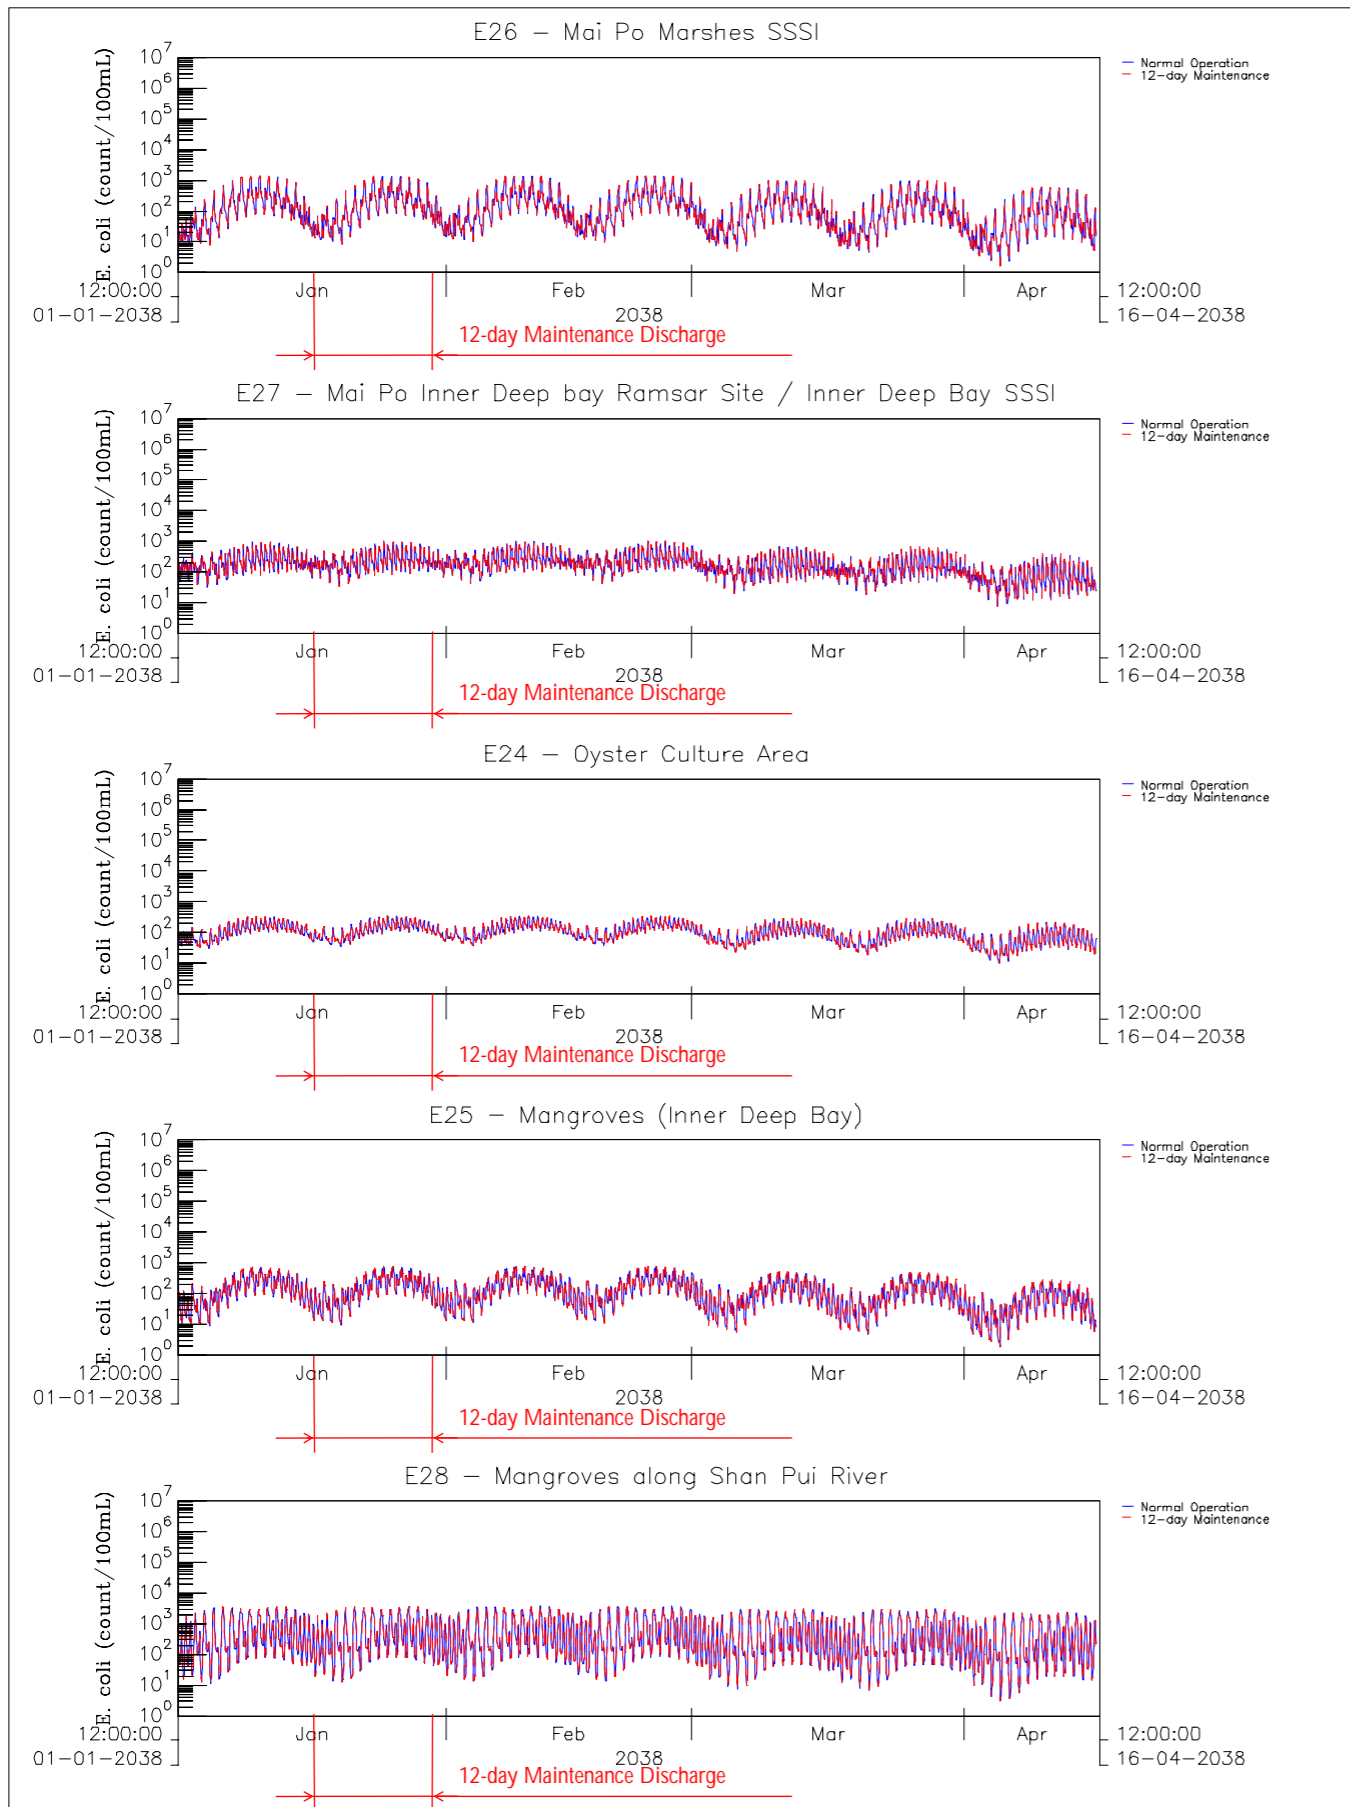 E26 – Mai Po Marshes SSSI
E. coli (count/100mL)
10^7
10^6
10^5
10^4
10^3
10^2
10^1
10^0
Normal Operation
12-day Maintenance
Jan Feb Mar Apr
12:00:00 12:00:00
01-01-2038 2038 16-04-2038
12-day Maintenance Discharge
E27 – Mai Po Inner Deep bay Ramsar Site / Inner Deep Bay SSSI
E. coli (count/100mL)
10^7
10^6
10^5
10^4
10^3
10^2
10^1
10^0
Normal Operation
12-day Maintenance
Jan Feb Mar Apr
12:00:00 12:00:00
01-01-2038 2038 16-04-2038
12-day Maintenance Discharge
E24 – Oyster Culture Area
E. coli (count/100mL)
10^7
10^6
10^5
10^4
10^3
10^2
10^1
10^0
Normal Operation
12-day Maintenance
Jan Feb Mar Apr
12:00:00 12:00:00
01-01-2038 2038 16-04-2038
12-day Maintenance Discharge
E25 – Mangroves (Inner Deep Bay)
E. coli (count/100mL)
10^7
10^6
10^5
10^4
10^3
10^2
10^1
10^0
Normal Operation
12-day Maintenance
Jan Feb Mar Apr
12:00:00 12:00:00
01-01-2038 2038 16-04-2038
12-day Maintenance Discharge
E28 – Mangroves along Shan Pui River
E. coli (count/100mL)
10^7
10^6
10^5
10^4
10^3
10^2
10^1
10^0
Normal Operation
12-day Maintenance
Jan Feb Mar Apr
12:00:00 12:00:00
01-01-2038 2038 16-04-2038
12-day Maintenance Discharge